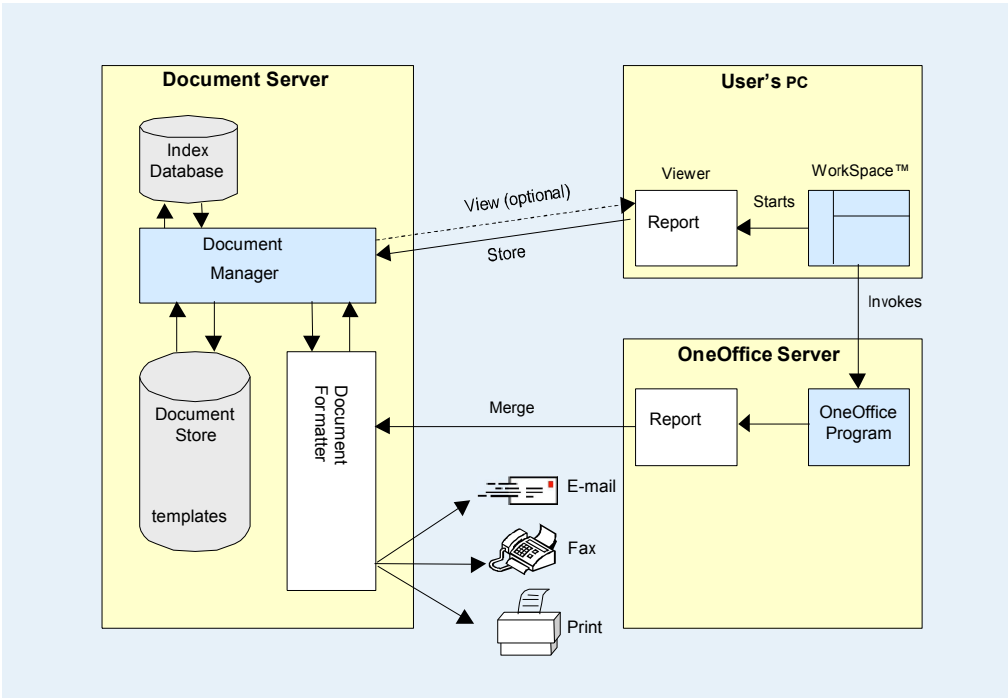 Document Server
Index
Database
Document
Manager
Document
Store
templates
Document
Formatter
View (optional)
Store
Merge
E-mail
Fax
Print
User's PC
Viewer
WorkSpace™
Report
Starts
Invokes
OneOffice Server
Report
OneOffice
Program